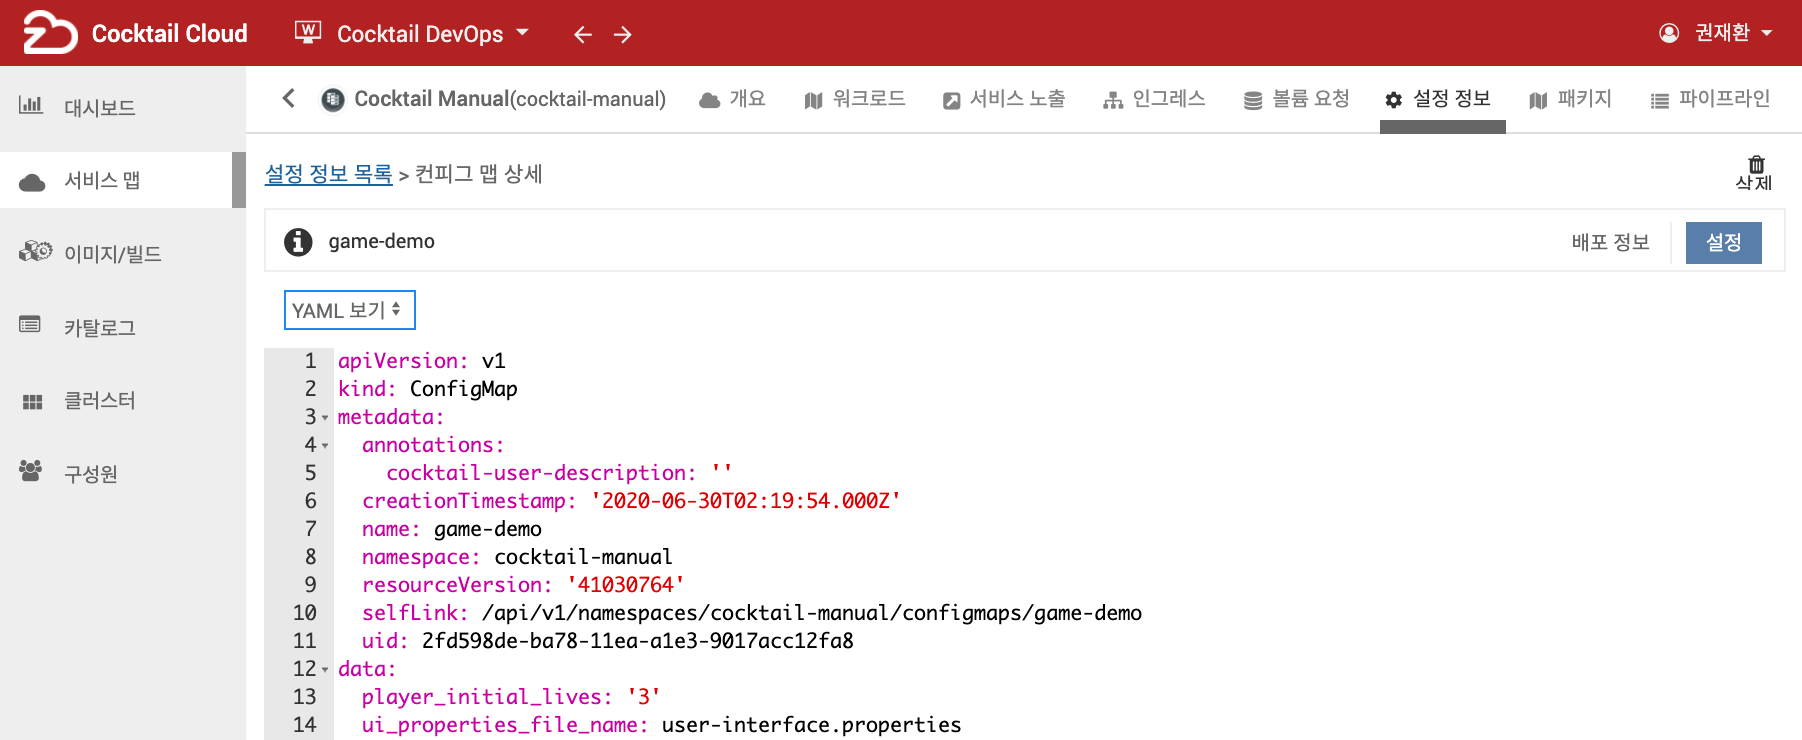 Cocktail Cloud W Cocktail DevOps 권재환
Cocktail Manual(cocktail-manual) 개요 워크로드 서비스 노출 인그레스 볼륨 요청 설정 정보 패키지 파이프라인
대시보드
서비스 맵
이미지/빌드
카탈로그
클러스터
구성원
설정 정보 목록 > 컨피그 맵 상세 삭제
game-demo 배포 정보 설정
YAML 보기
1 apiVersion: v1
2 kind: ConfigMap
3 metadata:
4   annotations:
5     cocktail-user-description: ''
6   creationTimestamp: '2020-06-30T02:19:54.000Z'
7   name: game-demo
8   namespace: cocktail-manual
9   resourceVersion: '41030764'
10   selfLink: /api/v1/namespaces/cocktail-manual/configmaps/game-demo
11   uid: 2fd598de-ba78-11ea-a1e3-9017acc12fa8
12 data:
13   player_initial_lives: '3'
14   ui_properties_file_name: user-interface.properties